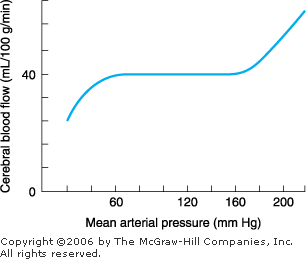 Cerebral blood flow (mL/100 g/min)
40
0
60 120 160 200
Mean arterial pressure (mm Hg)
Copyright ©2006 by The McGraw-Hill Companies, Inc.
All rights reserved.